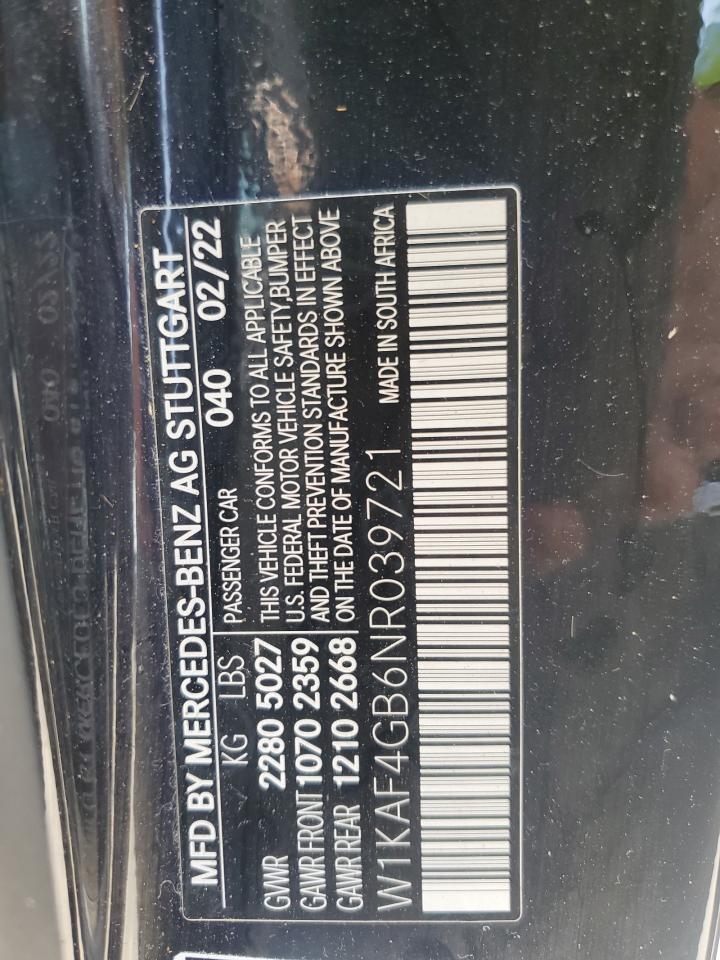 MFD BY MERCEDES-BENZ AG STUTTGART
KG LBS PASSENGER CAR 040 02/22
GVWR 2280 5027 THIS VEHICLE CONFORMS TO ALL APPLICABLE
U.S. FEDERAL MOTOR VEHICLE SAFETY,BUMPER
GAWR FRONT 1070 2359 AND THEFT PREVENTION STANDARDS IN EFFECT
GAWR REAR 1210 2668 ON THE DATE OF MANUFACTURE SHOWN ABOVE
W1KAF4GB6NR039721 MADE IN SOUTH AFRICA